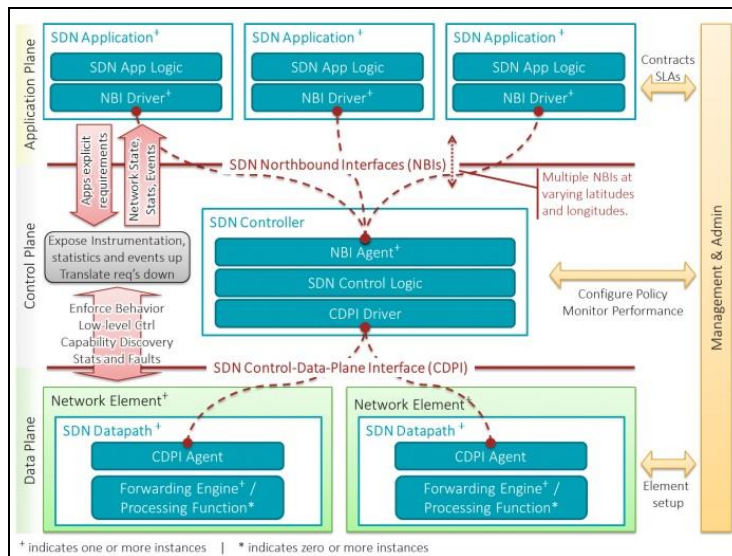 Application Plane
SDN Application+
SDN App Logic
NBI Driver+
SDN Application+
SDN App Logic
NBI Driver+
SDN Application+
SDN App Logic
NBI Driver+
Contracts
SLAs
Apps explicit
requirements
Network State,
Stats, Events
SDN Northbound Interfaces (NBIs)
Multiple NBIs at
varying latitudes
and longitudes.
Control Plane
Expose Instrumentation,
statistics and events up
Translate req's down
SDN Controller
NBI Agent+
SDN Control Logic
CDPI Driver
Configure Policy
Monitor Performance
Management & Admin
Enforce Behavior
Low-level Ctrl
Capability Discovery
Stats and Faults
SDN Control-Data-Plane Interface (CDPI)
Data Plane
Network Element+
SDN Datapath +
CDPI Agent
Forwarding Engine+ /
Processing Function*
Network Element+
SDN Datapath +
CDPI Agent
Forwarding Engine+ /
Processing Function*
Element
setup
+ indicates one or more instances | * indicates zero or more instances